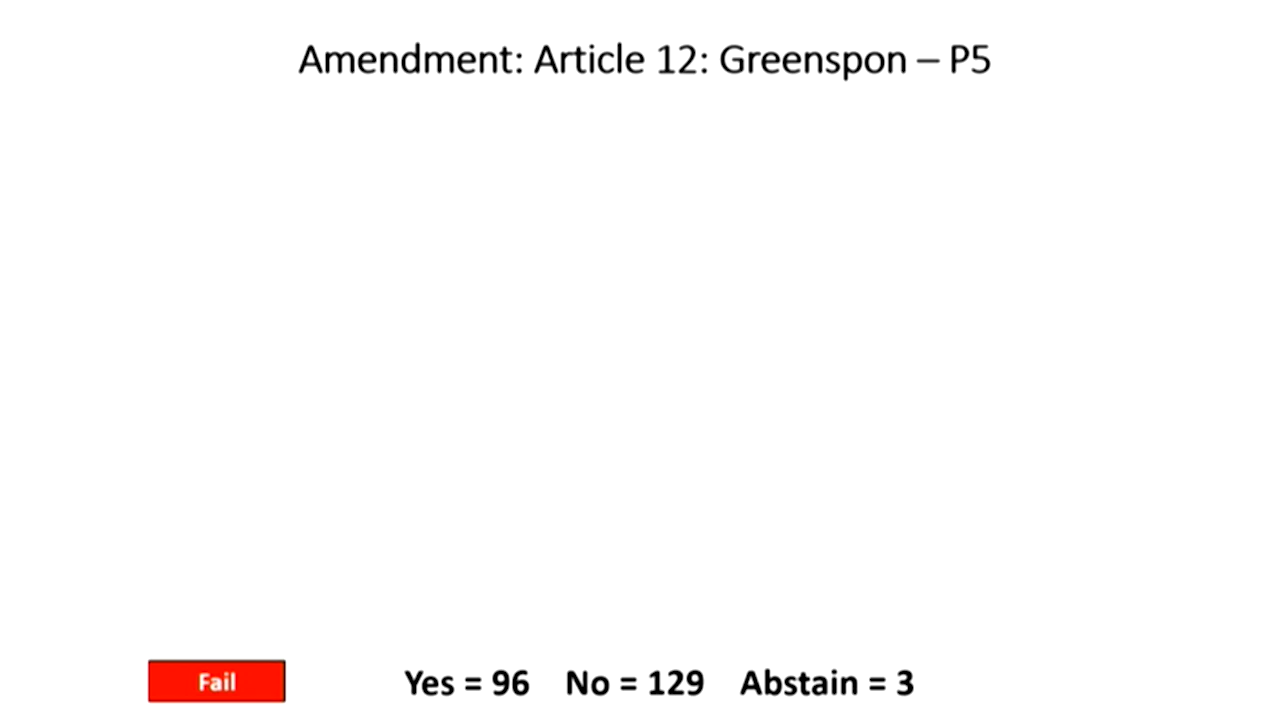 Amendment: Article 12: Greenspon – P5
Fail Yes = 96 No = 129 Abstain = 3